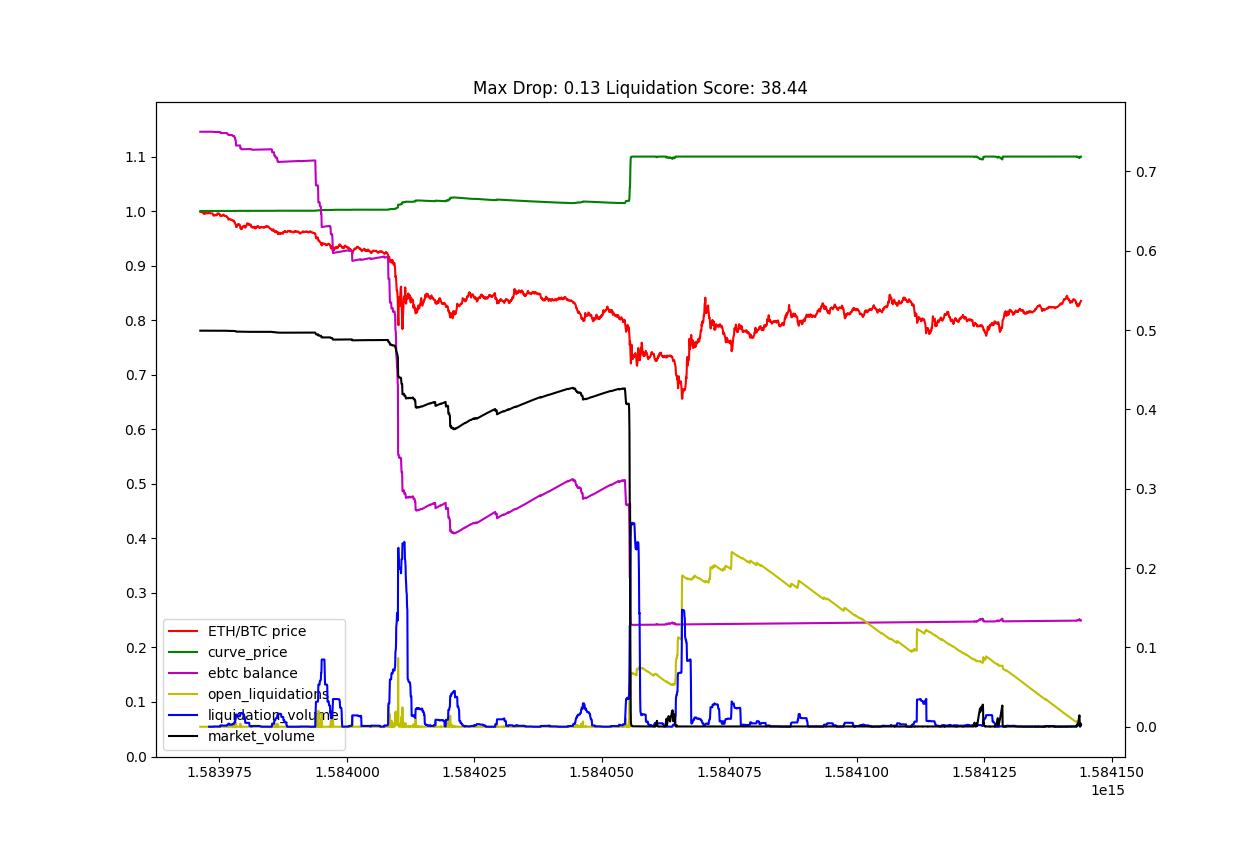 Max Drop: 0.13 Liquidation Score: 38.44
1.1
1.0
0.9
0.8
0.7
0.6
0.5
0.4
0.3
0.2
0.1
0.0
0.7
0.6
0.5
0.4
0.3
0.2
0.1
0.0
ETH/BTC price
curve_price
ebtc balance
open_liquidations
liquidation_volume
market_volume
1.583975 1.584000 1.584025 1.584050 1.584075 1.584100 1.584125 1.584150
1e15